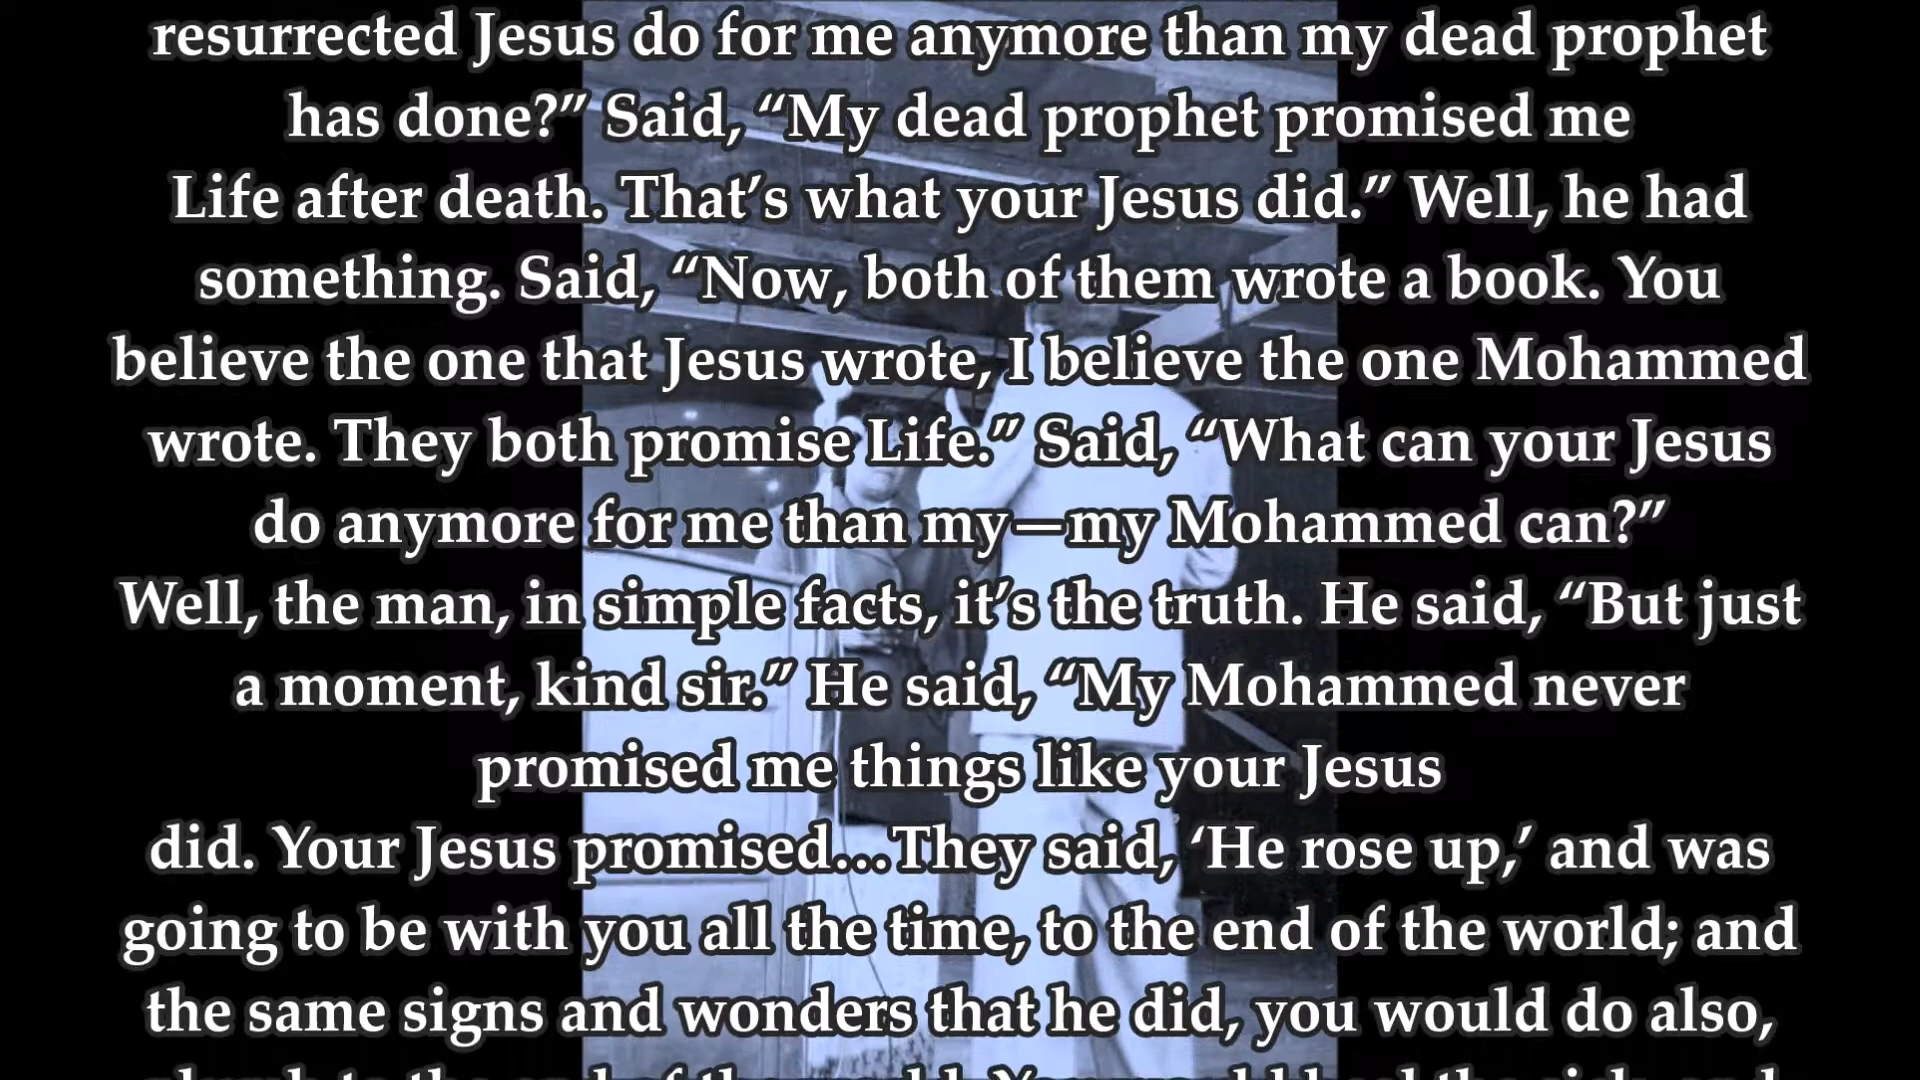 resurrected Jesus do for me anymore than my dead prophet
has done?” Said, “My dead prophet promised me
Life after death. That’s what your Jesus did.” Well, he had
something. Said, “Now, both of them wrote a book. You
believe the one that Jesus wrote, I believe the one Mohammed
wrote. They both promise Life.” Said, “What can your Jesus
do anymore for me than my—my Mohammed can?”
Well, the man, in simple facts, it’s the truth. He said, “But just
a moment, kind sir.” He said, “My Mohammed never
promised me things like your Jesus
did. Your Jesus promised...They said, ‘He rose up,’ and was
going to be with you all the time, to the end of the world; and
the same signs and wonders that he did, you would do also,